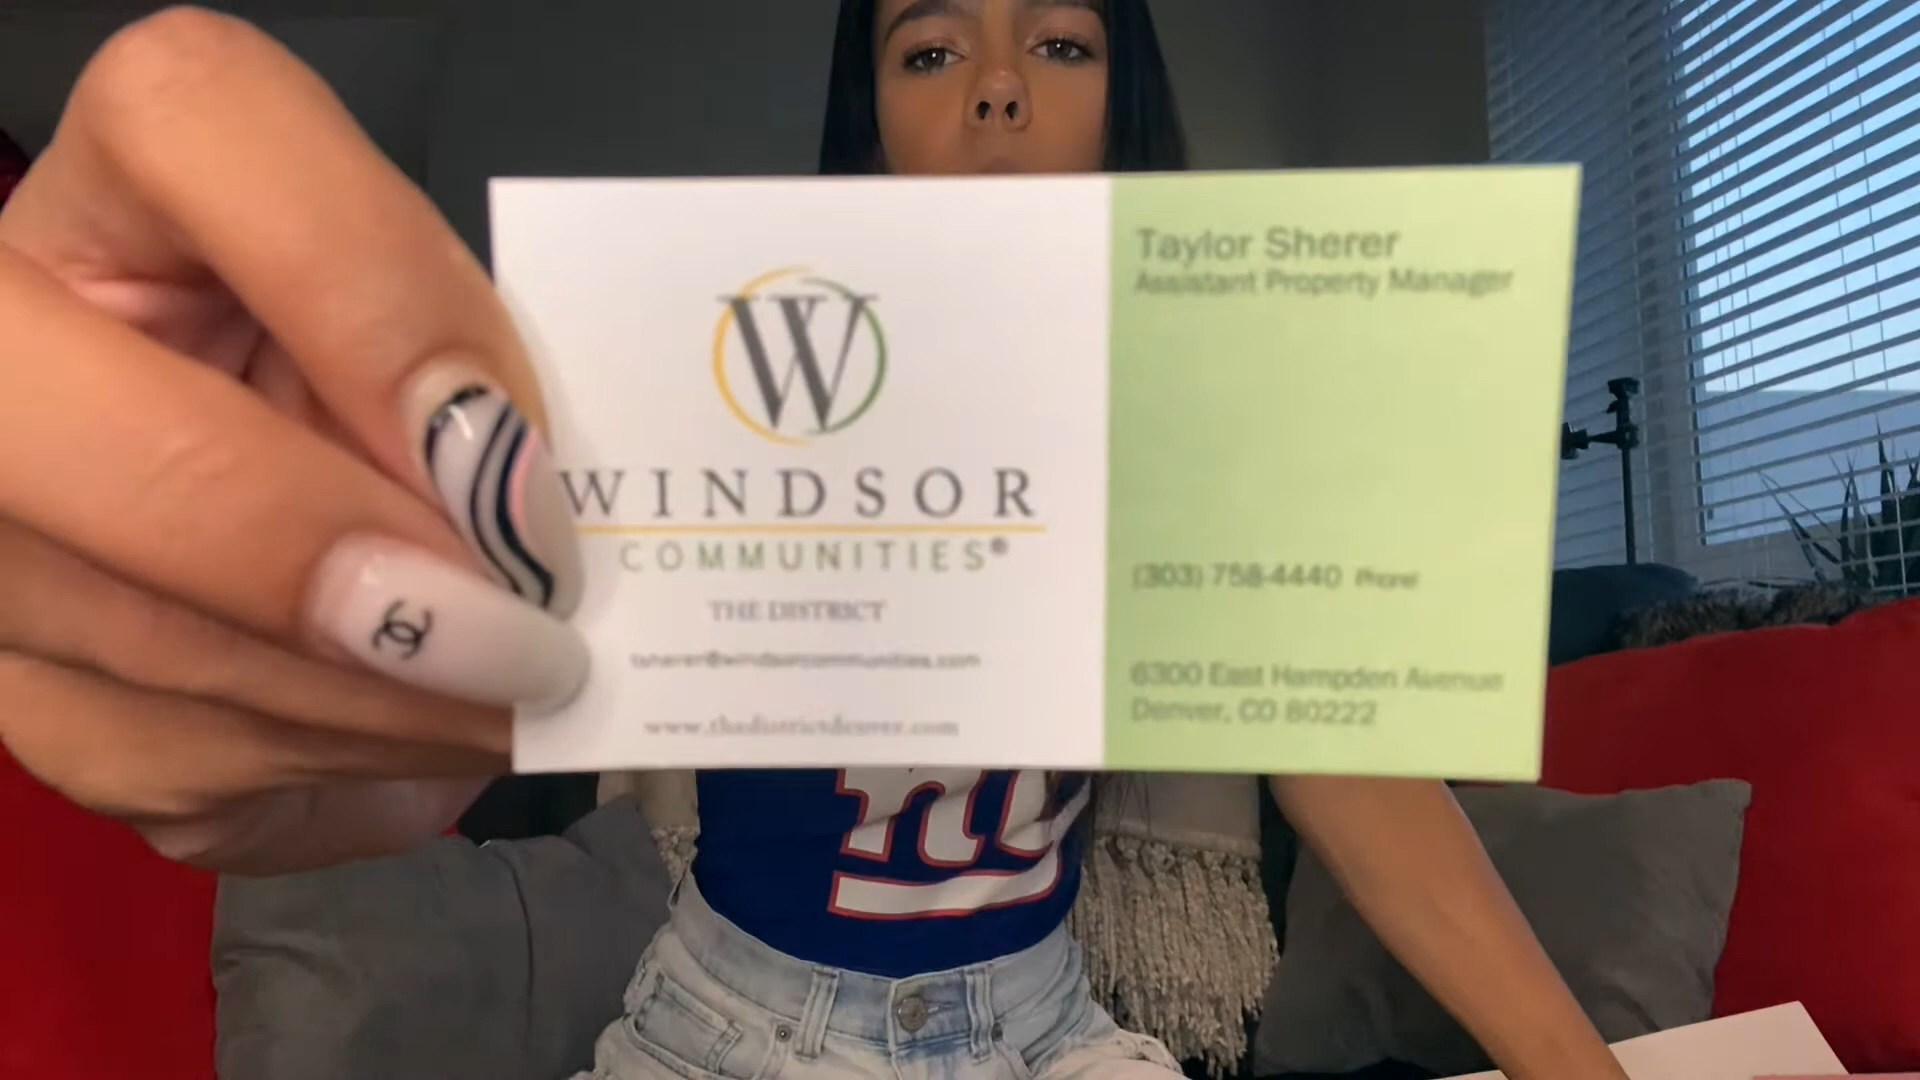 W
WINDSOR
COMMUNITIES®
THE DISTRICT
tsherer@windsorcommunities.com
www.thedistrictdenver.com
Taylor Sherer
Assistant Property Manager
(303) 758-4440 Phone
6300 East Hampden Avenue
Denver, CO 80222
ny